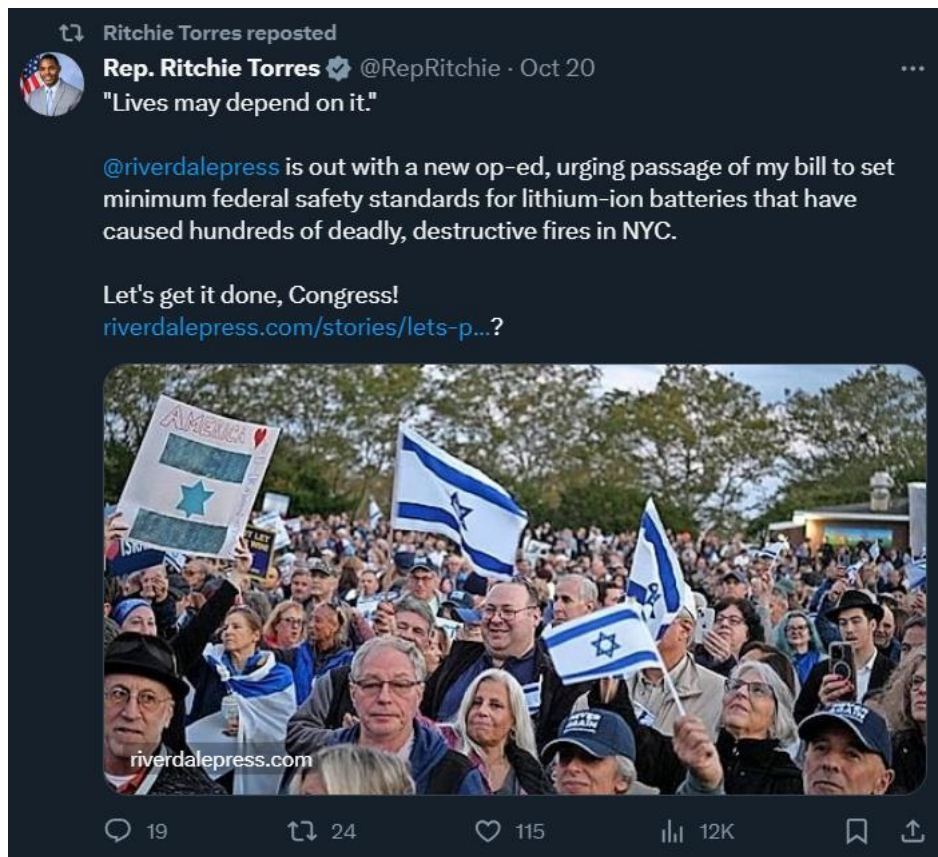 Ritchie Torres reposted
Rep. Ritchie Torres @RepRitchie · Oct 20
"Lives may depend on it."
@riverdalepress is out with a new op-ed, urging passage of my bill to set
minimum federal safety standards for lithium-ion batteries that have
caused hundreds of deadly, destructive fires in NYC.
Let's get it done, Congress!
riverdalepress.com/stories/lets-p...?
AMERICA
riverdalepress.com
19 24 115 12K